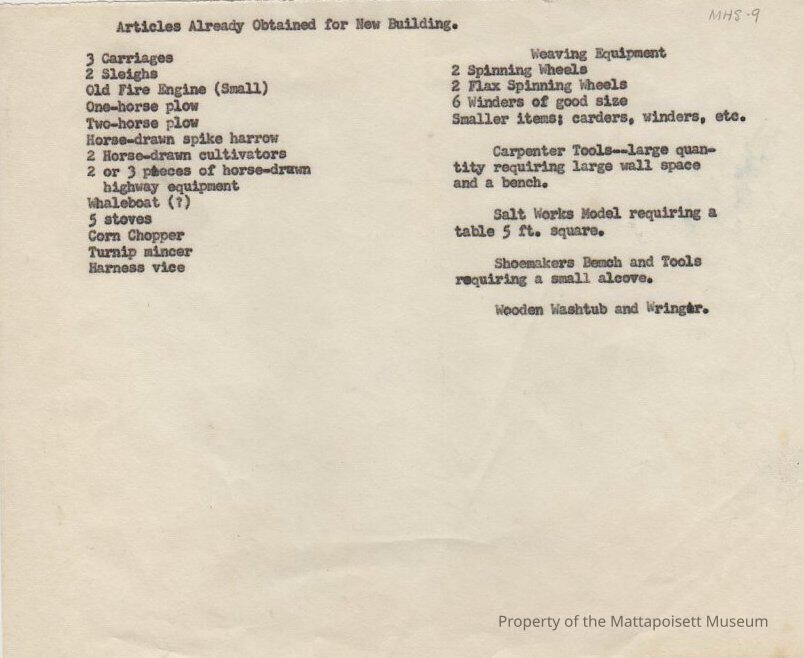 MHS-9
Articles Already Obtained for New Building.
3 Carriages
2 Sleighs
Old Fire Engine (Small)
One-horse plow
Two-horse plow
Horse-drawn spike harrow
2 Horse-drawn cultivators
2 or 3 pieces of horse-drawn
highway equipment
Whaleboat (?)
5 stoves
Corn Chopper
Turnip mincer
Harness vice
Weaving Equipment
2 Spinning Wheels
2 Flax Spinning Wheels
6 Winders of good size
Smaller items; carders, winders, etc.
Carpenter Tools--large quan-
tity requiring large wall space
and a bench.
Salt Works Model requiring a
table 5 ft. square.
Shoemakers Bemch and Tools
requiring a small alcove.
Wooden Washtub and Wringer.
Property of the Mattapoisett Museum